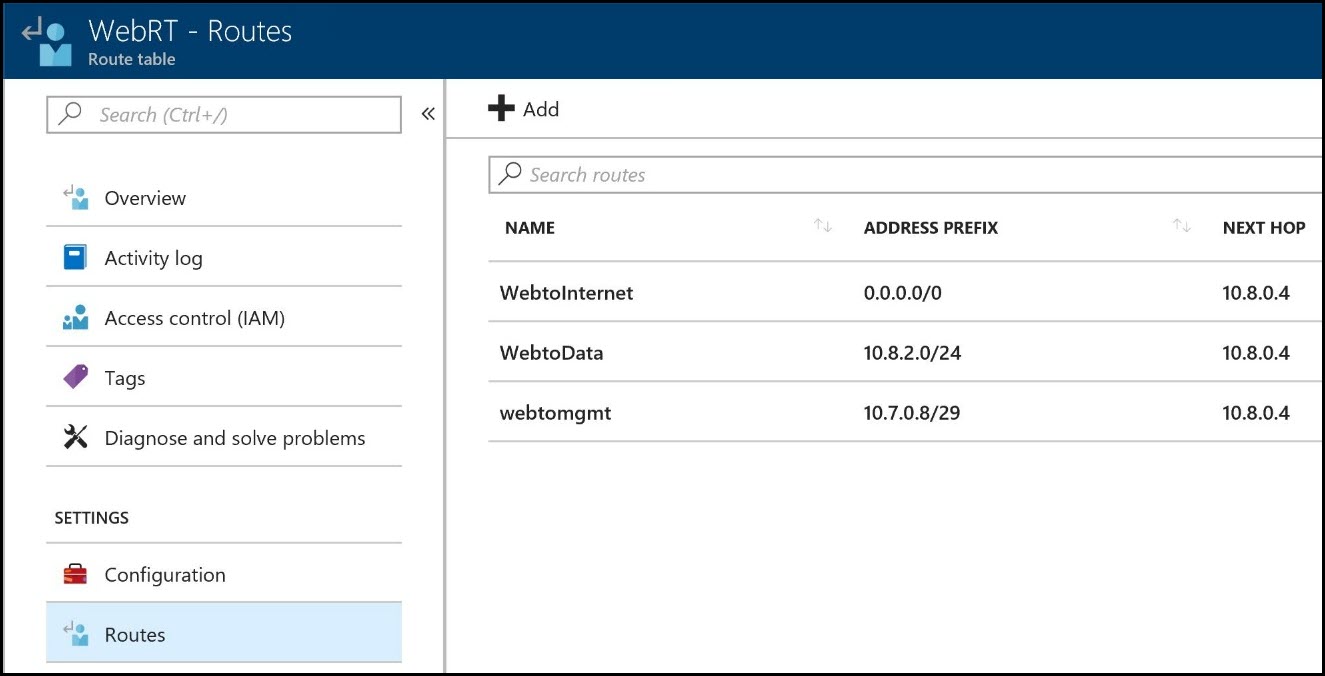 WebRT - Routes
Route table
Search (Ctrl+/)
«
Overview
Activity log
Access control (IAM)
Tags
Diagnose and solve problems
SETTINGS
Configuration
Routes
Add
Search routes
NAME ADDRESS PREFIX NEXT HOP
WebtoInternet 0.0.0.0/0 10.8.0.4
WebtoData 10.8.2.0/24 10.8.0.4
webtomgmt 10.7.0.8/29 10.8.0.4